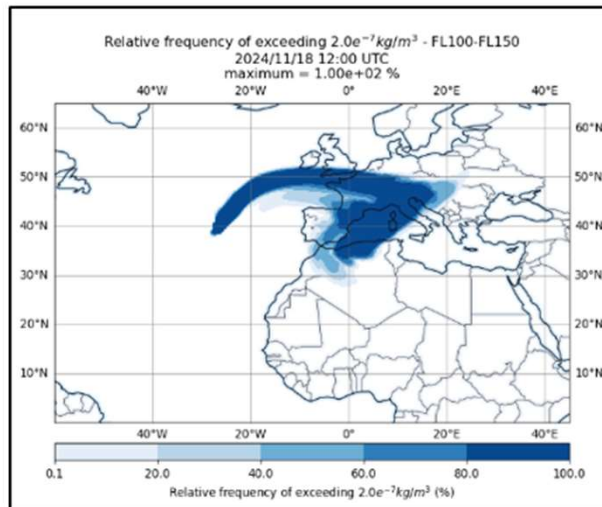 Relative frequency of exceeding 2.0e⁻⁷kg/m³ - FL100-FL150
2024/11/18 12:00 UTC
maximum = 1.00e+02 %
40°W 20°W 0° 20°E 40°E
60°N 60°N
50°N 50°N
40°N 40°N
30°N 30°N
20°N 20°N
10°N 10°N
40°W 20°W 0° 20°E 40°E
0.1 20.0 40.0 60.0 80.0 100.0
Relative frequency of exceeding 2.0e⁻⁷kg/m³ (%)